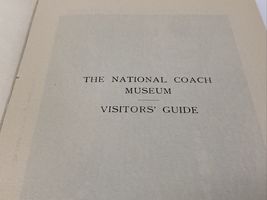 THE NATIONAL COACH
MUSEUM
VISITORS' GUIDE